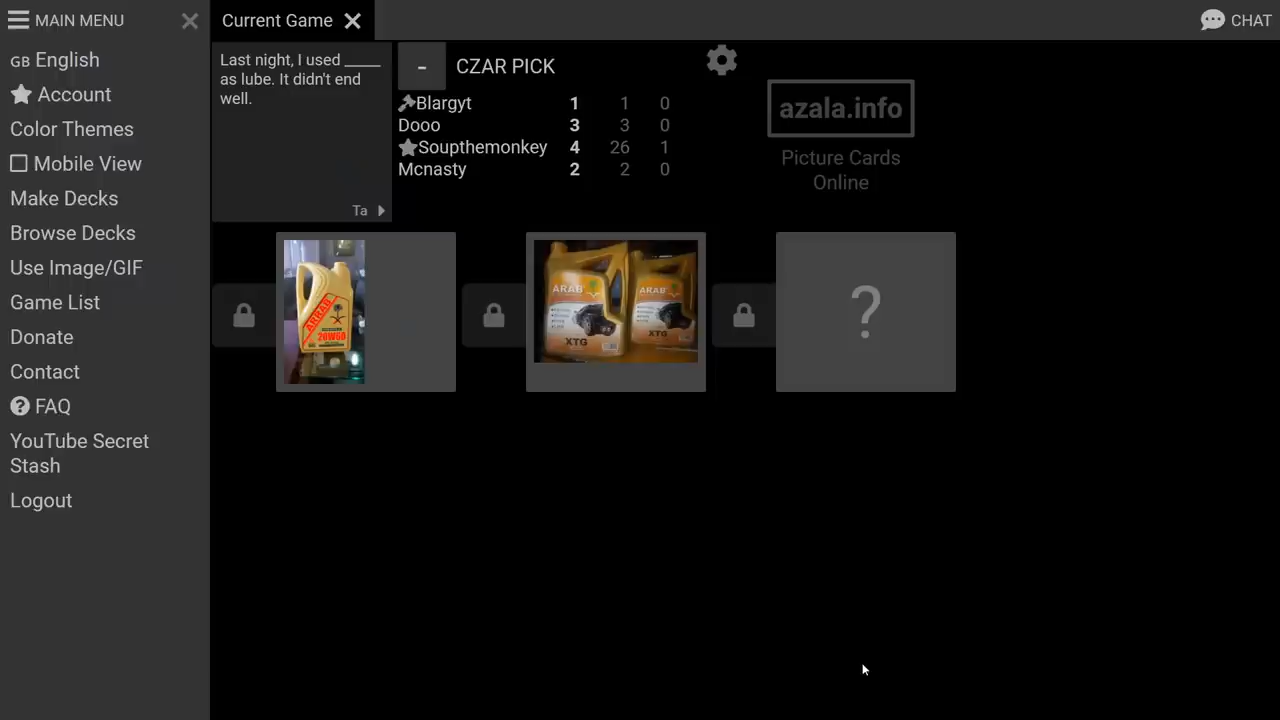 MAIN MENU
GB English
Account
Color Themes
Mobile View
Make Decks
Browse Decks
Use Image/GIF
Game List
Donate
Contact
FAQ
YouTube Secret
Stash
Logout
Current Game
CHAT
Last night, I used _____
as lube. It didn't end
well.
Ta
-
CZAR PICK
Blargyt 1 1 0
Dooo 3 3 0
Soupthemonkey 4 26 1
Mcnasty 2 2 0
azala.info
Picture Cards
Online
ARRAB
20W60
ARAB
XTG
ARAB
XTG
?